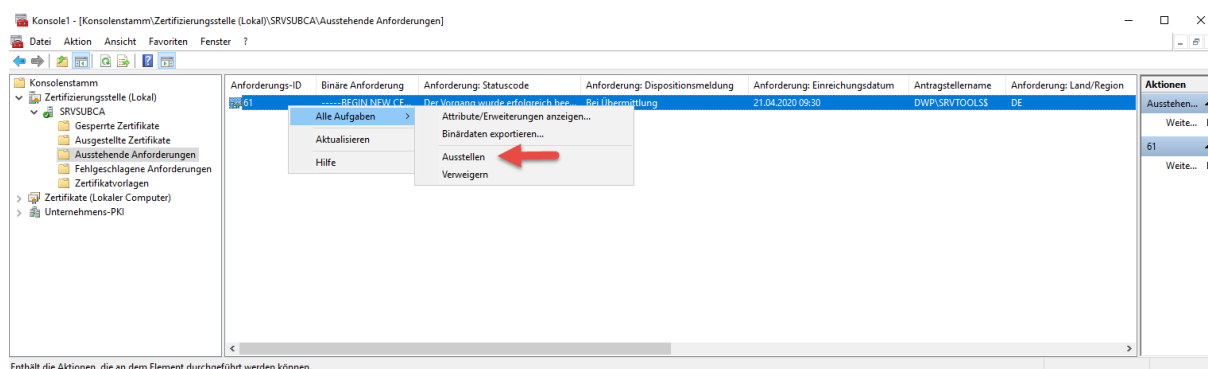 Konsole1 - [Konsolenstamm\Zertifizierungsstelle (Lokal)\SRVSUBCA\Ausstehende Anforderungen]
Datei Aktion Ansicht Favoriten Fenster ?
Konsolenstamm
Zertifizierungsstelle (Lokal)
SRVSUBCA
Gesperrte Zertifikate
Ausgestellte Zertifikate
Ausstehende Anforderungen
Fehlgeschlagene Anforderungen
Zertifikatvorlagen
Zertifikate (Lokaler Computer)
Unternehmens-PKI
Anforderungs-ID Binäre Anforderung Anforderung: Statuscode Anforderung: Dispositionsmeldung Anforderung: Einreichungsdatum Antragstellername Anforderung: Land/Region
61 -----BEGIN NEW CE... Der Vorgang wurde erfolgreich bee... Bei Übermittlung 21.04.2020 09:30 DWP\SRVTOOLS$ DE
Alle Aufgaben
Aktualisieren
Hilfe
Attribute/Erweiterungen anzeigen...
Binärdaten exportieren...
Ausstellen
Verweigern
Aktionen
Ausstehen...
Weite...
61
Weite...
Enthält die Aktionen, die an dem Element durchgeführt werden können.